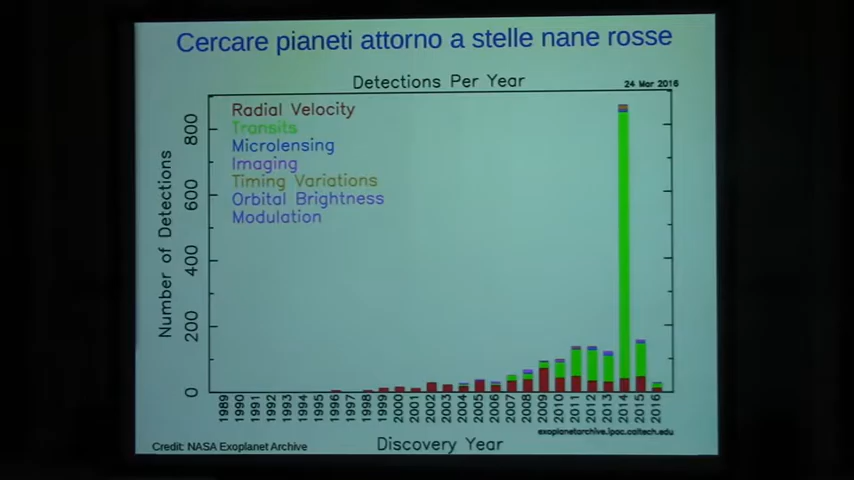 Cercare pianeti attorno a stelle nane rosse
Detections Per Year
24 Mar 2016
Radial Velocity
Transits
Microlensing
Imaging
Timing Variations
Orbital Brightness
Modulation
Number of Detections
800
600
400
200
0
1989
1990
1991
1992
1993
1994
1995
1996
1997
1998
1999
2000
2001
2002
2003
2004
2005
2006
2007
2008
2009
2010
2011
2012
2013
2014
2015
2016
exoplanetarchive.ipac.caltech.edu
Discovery Year
Credit: NASA Exoplanet Archive